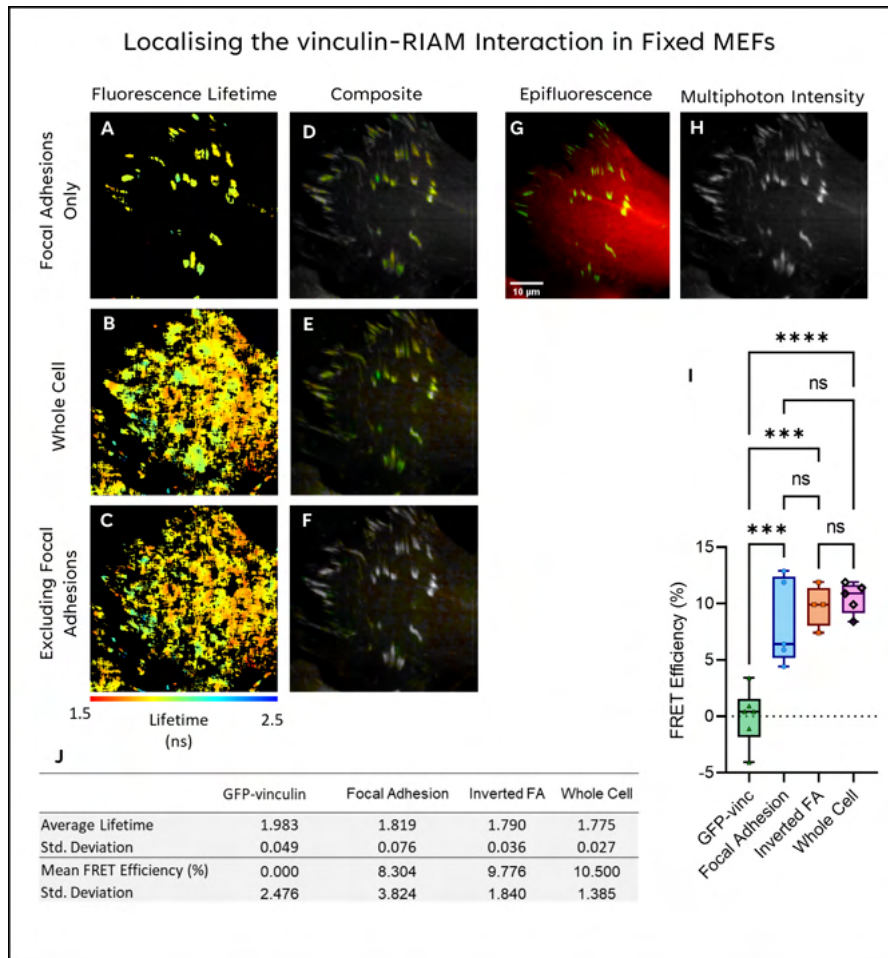 Localising the vinculin-RIAM Interaction in Fixed MEFs
Fluorescence Lifetime
Composite
Epifluorescence
Multiphoton Intensity
Focal Adhesions
Only
A
D
G
H
10 μm
Whole Cell
B
E
Excluding Focal
Adhesions
C
F
1.5
2.5
Lifetime
(ns)
I
****
ns
***
ns
***
ns
FRET Efficiency (%)
15
10
5
0
-5
GFP-vinc
Focal Adhesion
Inverted FA
Whole Cell
J
GFP-vinculin Focal Adhesion Inverted FA Whole Cell
Average Lifetime 1.983 1.819 1.790 1.775
Std. Deviation 0.049 0.076 0.036 0.027
Mean FRET Efficiency (%) 0.000 8.304 9.776 10.500
Std. Deviation 2.476 3.824 1.840 1.385